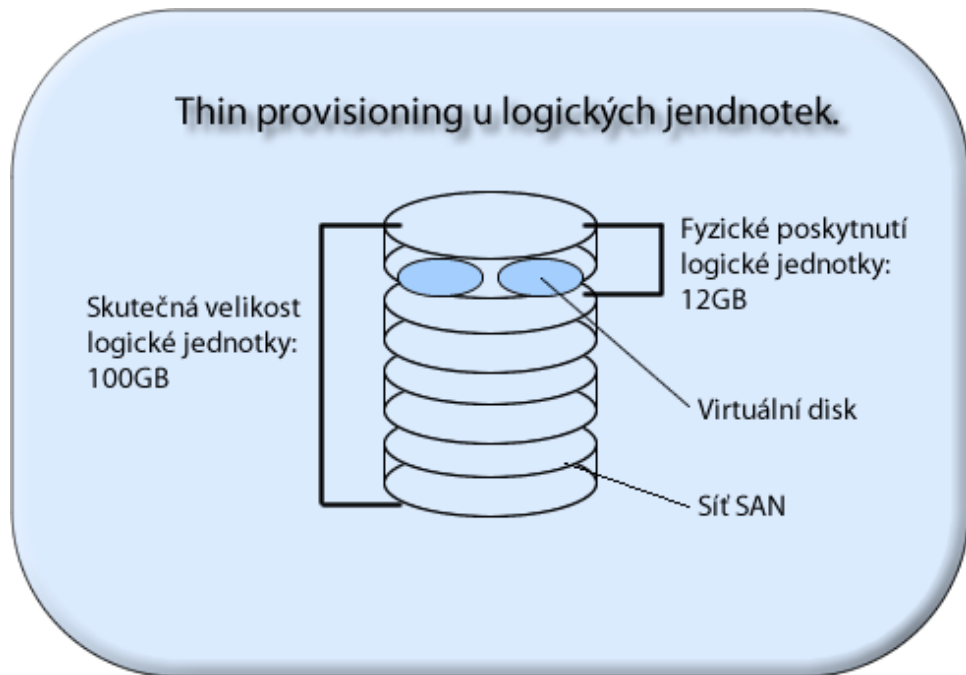 Thin provisioning u logických jendnotek.
Skutečná velikost
logické jednotky:
100GB
Fyzické poskytnutí
logické jednotky:
12GB
Virtuální disk
Síť SAN